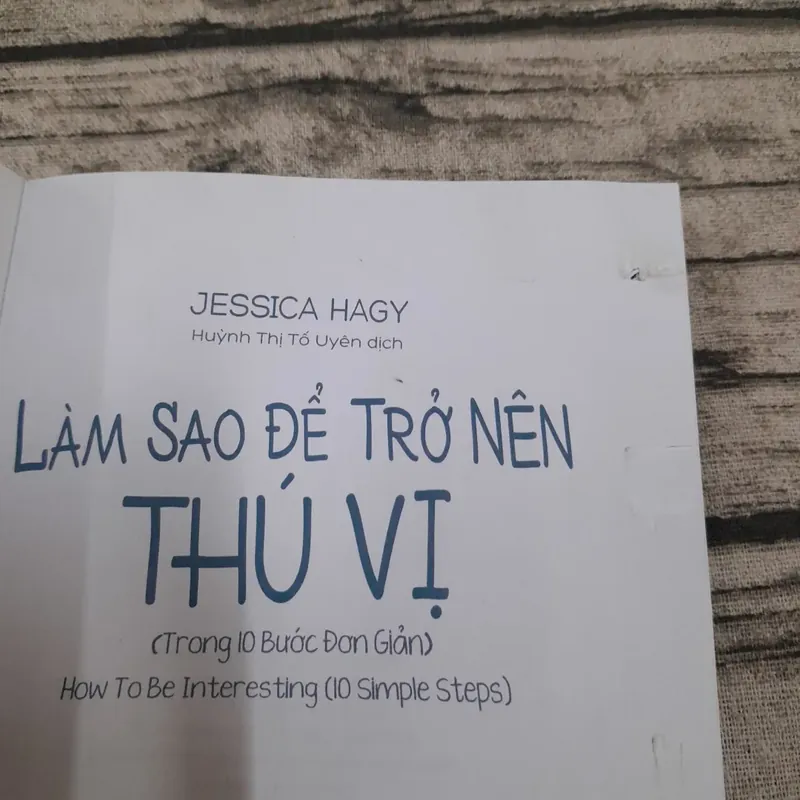 JESSICA HAGY
Huỳnh Thị Tố Uyên dịch
LÀM SAO ĐỂ TRỞ NÊN
THÚ VỊ
(Trong 10 Bước Đơn Giản)
How To Be Interesting (10 Simple Steps)